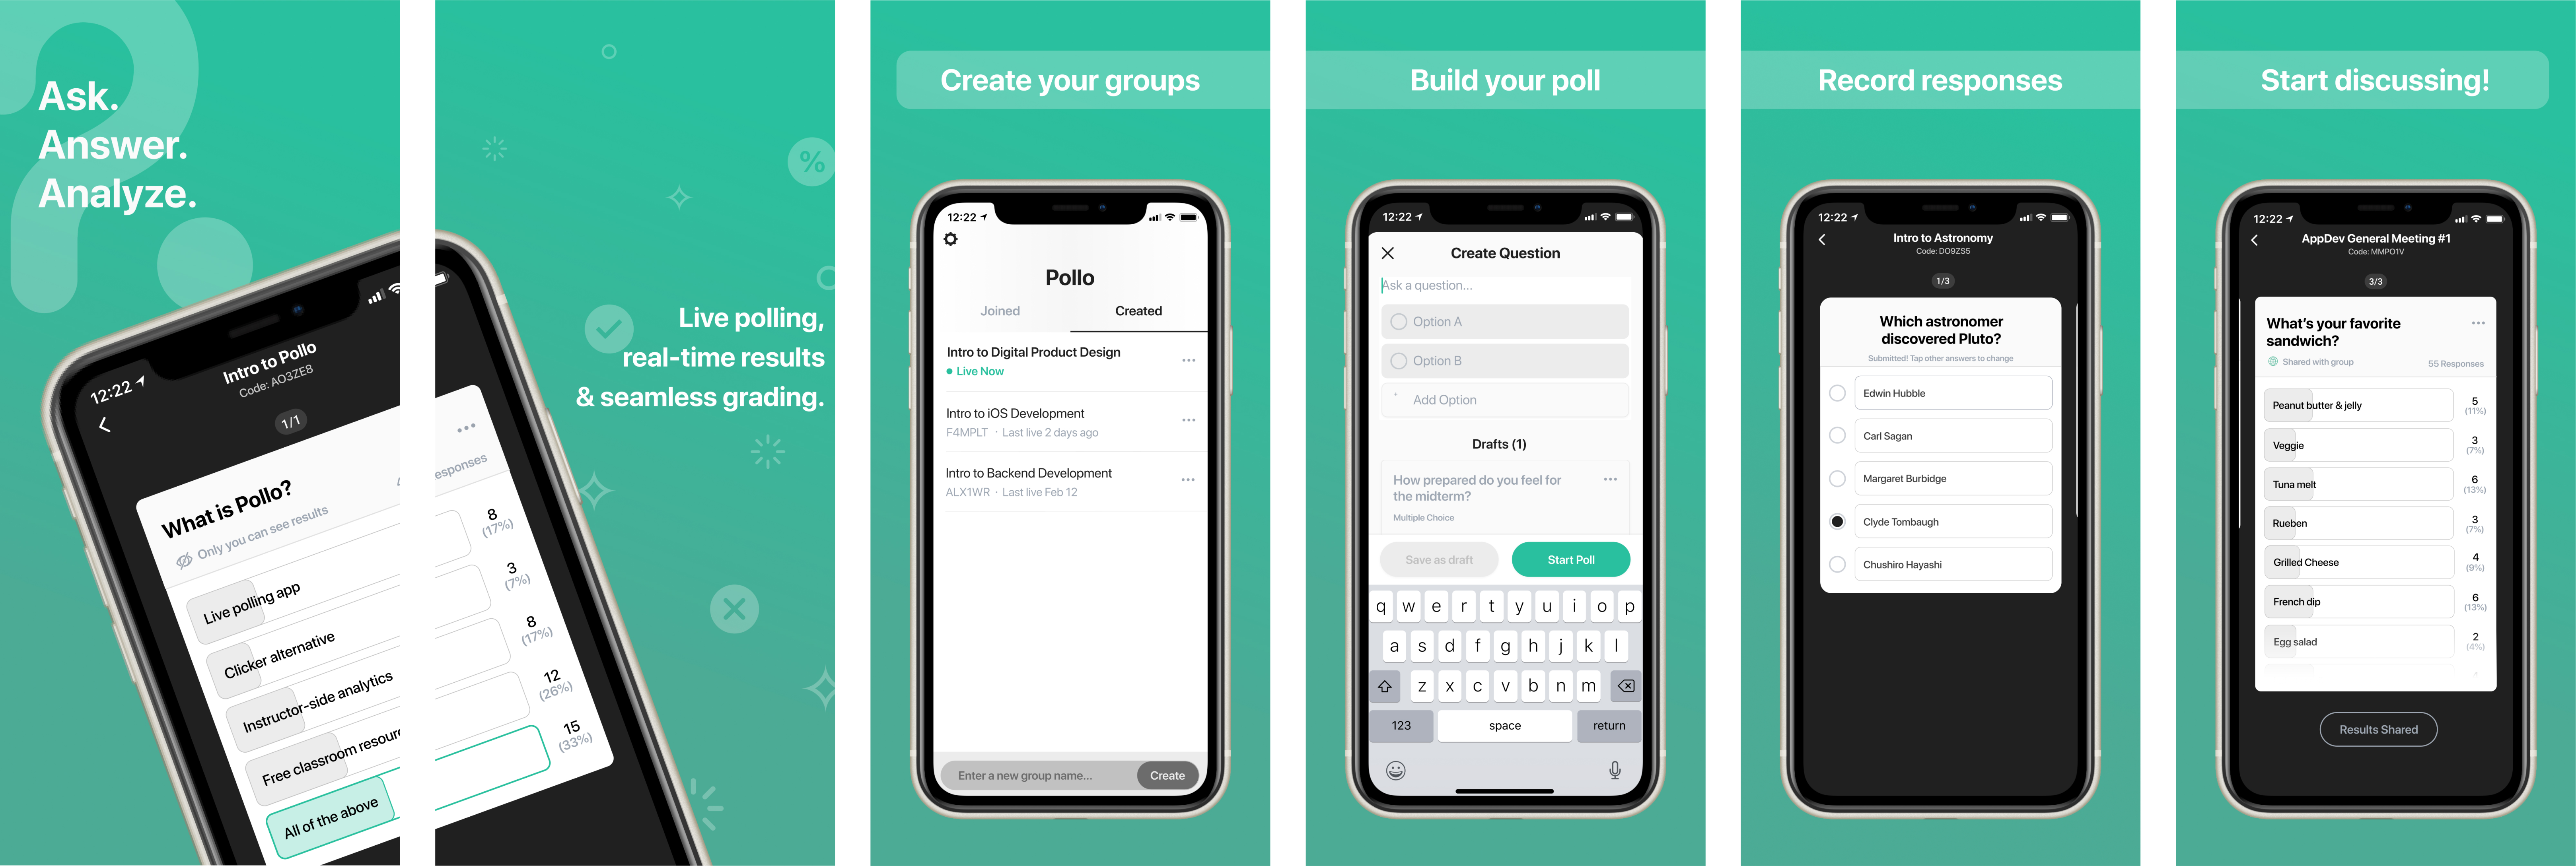 Ask.
Answer.
Analyze.
12:22
Intro to Pollo
Code: AO3ZE8
1/1
What is Pollo?
Only you can see results
Live polling app
Clicker alternative
Instructor-side analytics
Free classroom resourc
All of the above
%
Live polling,
real-time results
& seamless grading.
esponses
8
(17%)
3
(7%)
8
(17%)
12
(26%)
15
(33%)
Create your groups
12:22
Pollo
Joined Created
Intro to Digital Product Design
Live Now
Intro to iOS Development
F4MPLT · Last live 2 days ago
Intro to Backend Development
ALX1WR · Last live Feb 12
Enter a new group name... Create
Build your poll
12:22
Create Question
Ask a question...
Option A
Option B
Add Option
Drafts (1)
How prepared do you feel for
the midterm?
Multiple Choice
Save as draft Start Poll
q w e r t y u i o p
a s d f g h j k l
z x c v b n m
123 space return
Record responses
12:22
Intro to Astronomy
Code: DO9ZS5
1/3
Which astronomer
discovered Pluto?
Submitted! Tap other answers to change
Edwin Hubble
Carl Sagan
Margaret Burbidge
Clyde Tombaugh
Chushiro Hayashi
Start discussing!
12:22
AppDev General Meeting #1
Code: MMPO1V
3/3
What's your favorite
sandwich?
Shared with group 55 Responses
Peanut butter & jelly 5
(11%)
Veggie 3
(7%)
Tuna melt 6
(13%)
Rueben 3
(7%)
Grilled Cheese 4
(9%)
French dip 6
(13%)
Egg salad 2
(4%)
Results Shared